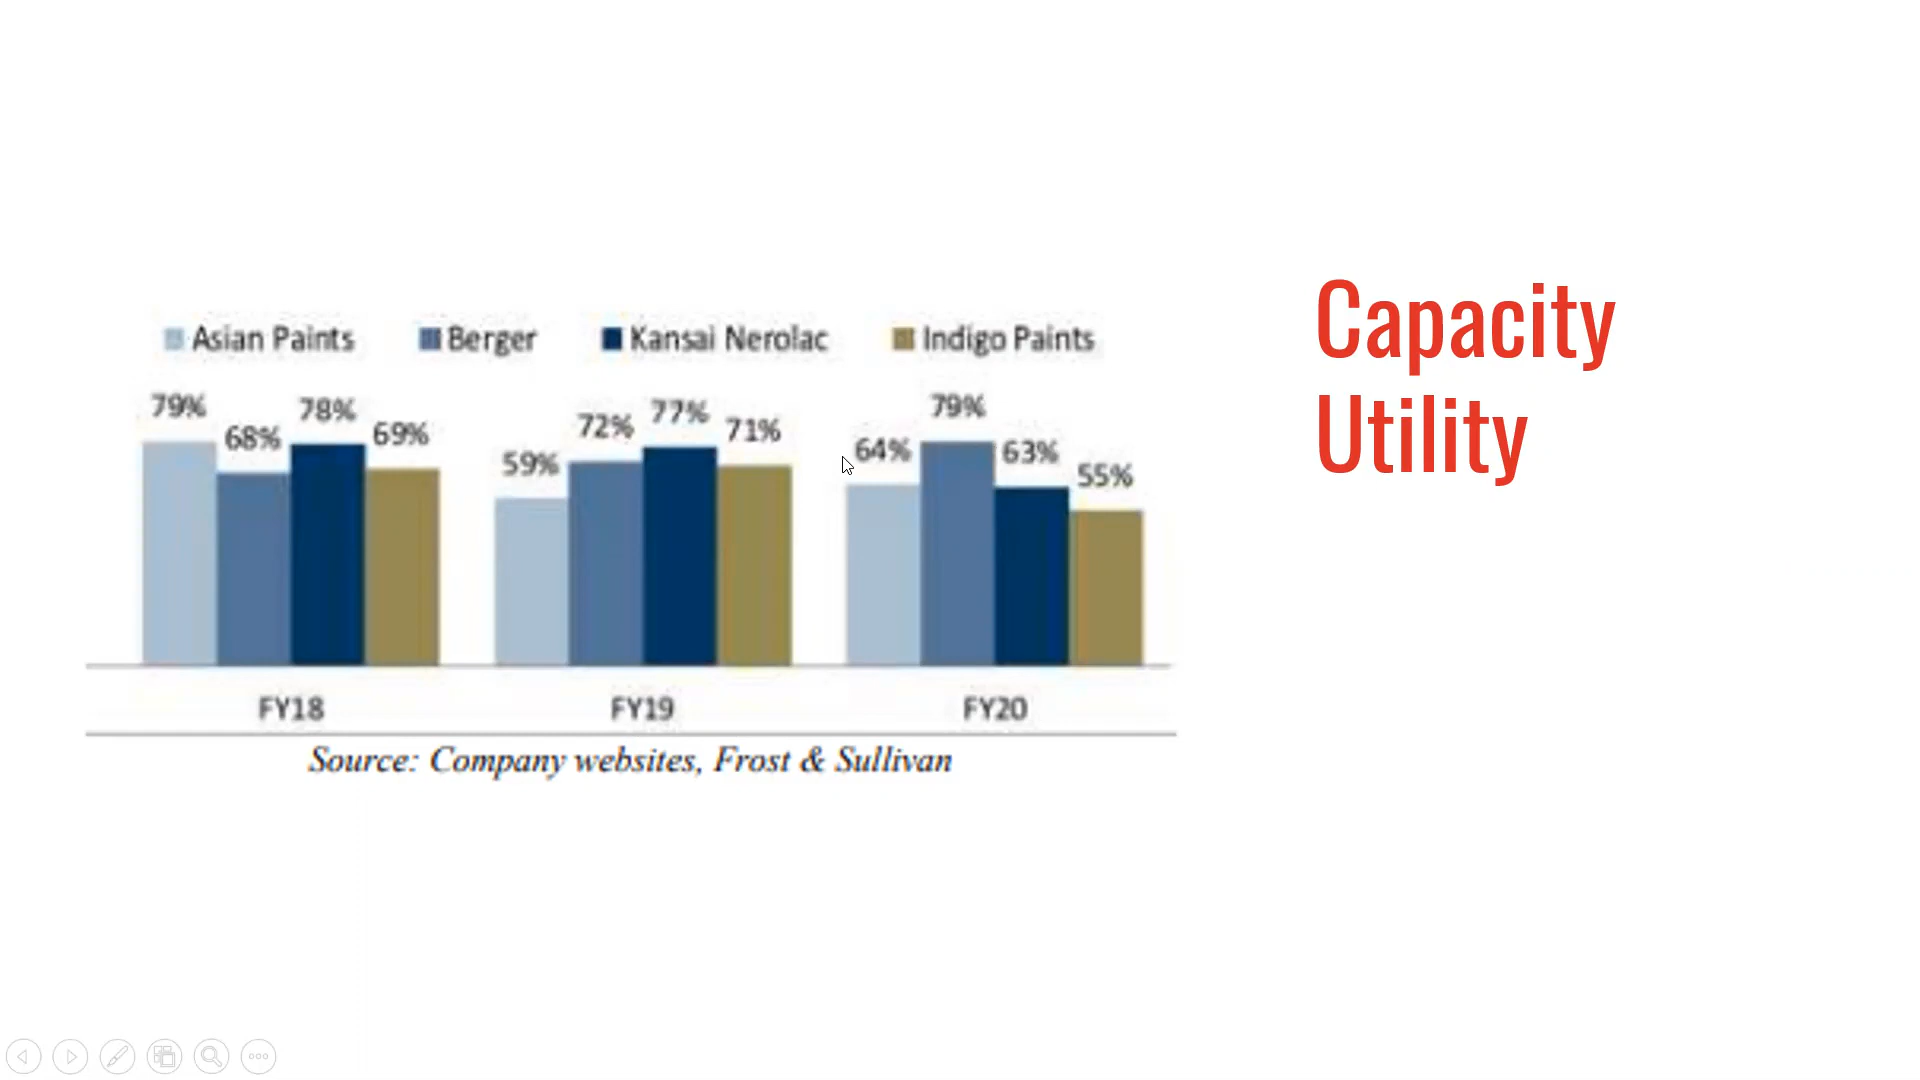 Capacity
Utility
Asian Paints Berger Kansai Nerolac Indigo Paints
79% 68% 78% 69% 59% 72% 77% 71% 64% 79% 63% 55%
FY18 FY19 FY20
Source: Company websites, Frost & Sullivan